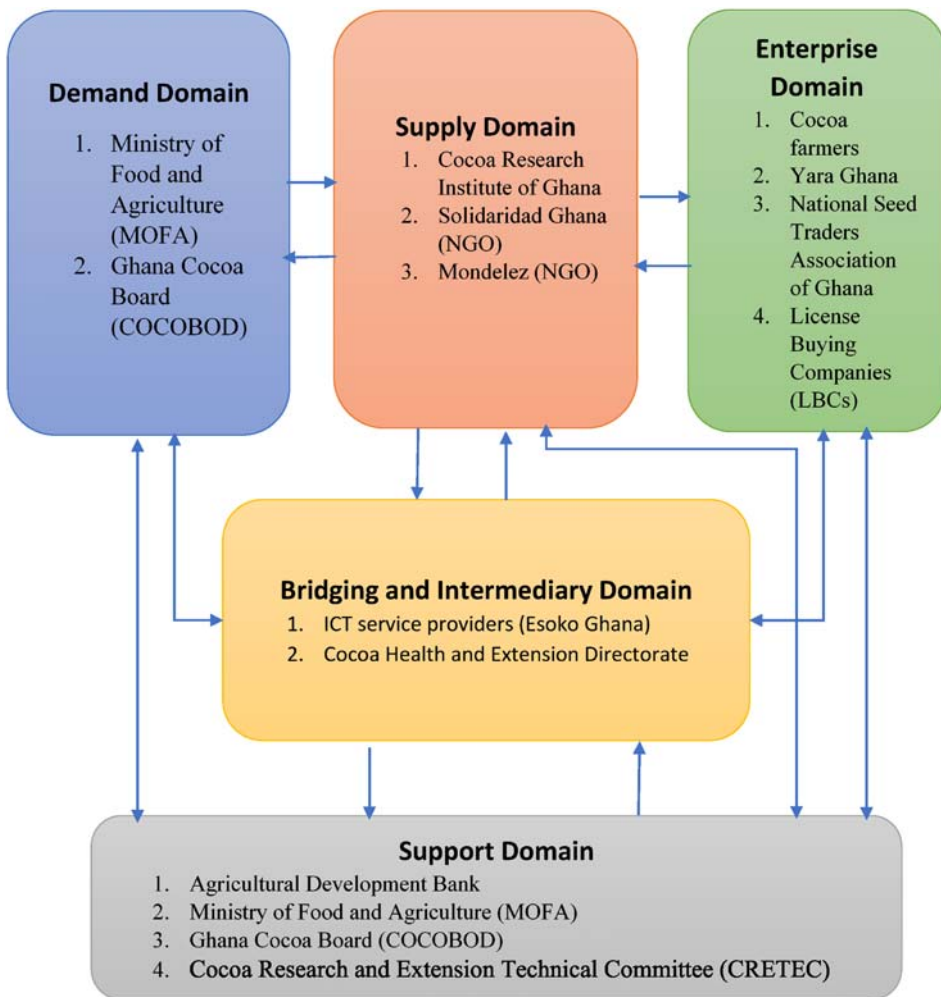 Demand Domain
1. Ministry of
Food and
Agriculture
(MOFA)
2. Ghana Cocoa
Board
(COCOBOD)
Supply Domain
1. Cocoa Research
Institute of Ghana
2. Solidaridad Ghana
(NGO)
3. Mondelez (NGO)
Enterprise
Domain
1. Cocoa
farmers
2. Yara Ghana
3. National Seed
Traders
Association
of Ghana
4. License
Buying
Companies
(LBCs)
Bridging and Intermediary Domain
1. ICT service providers (Esoko Ghana)
2. Cocoa Health and Extension Directorate
Support Domain
1. Agricultural Development Bank
2. Ministry of Food and Agriculture (MOFA)
3. Ghana Cocoa Board (COCOBOD)
4. Cocoa Research and Extension Technical Committee (CRETEC)